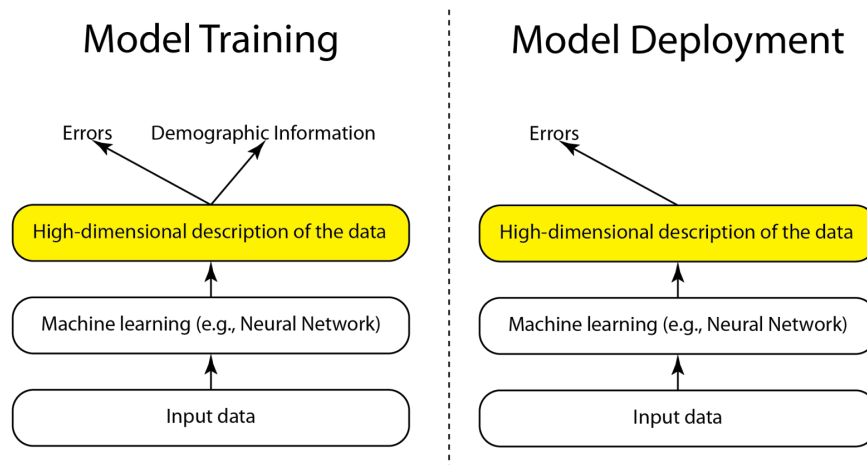 Model Training
Errors
Demographic Information
High-dimensional description of the data
Machine learning (e.g., Neural Network)
Input data
Model Deployment
Errors
High-dimensional description of the data
Machine learning (e.g., Neural Network)
Input data